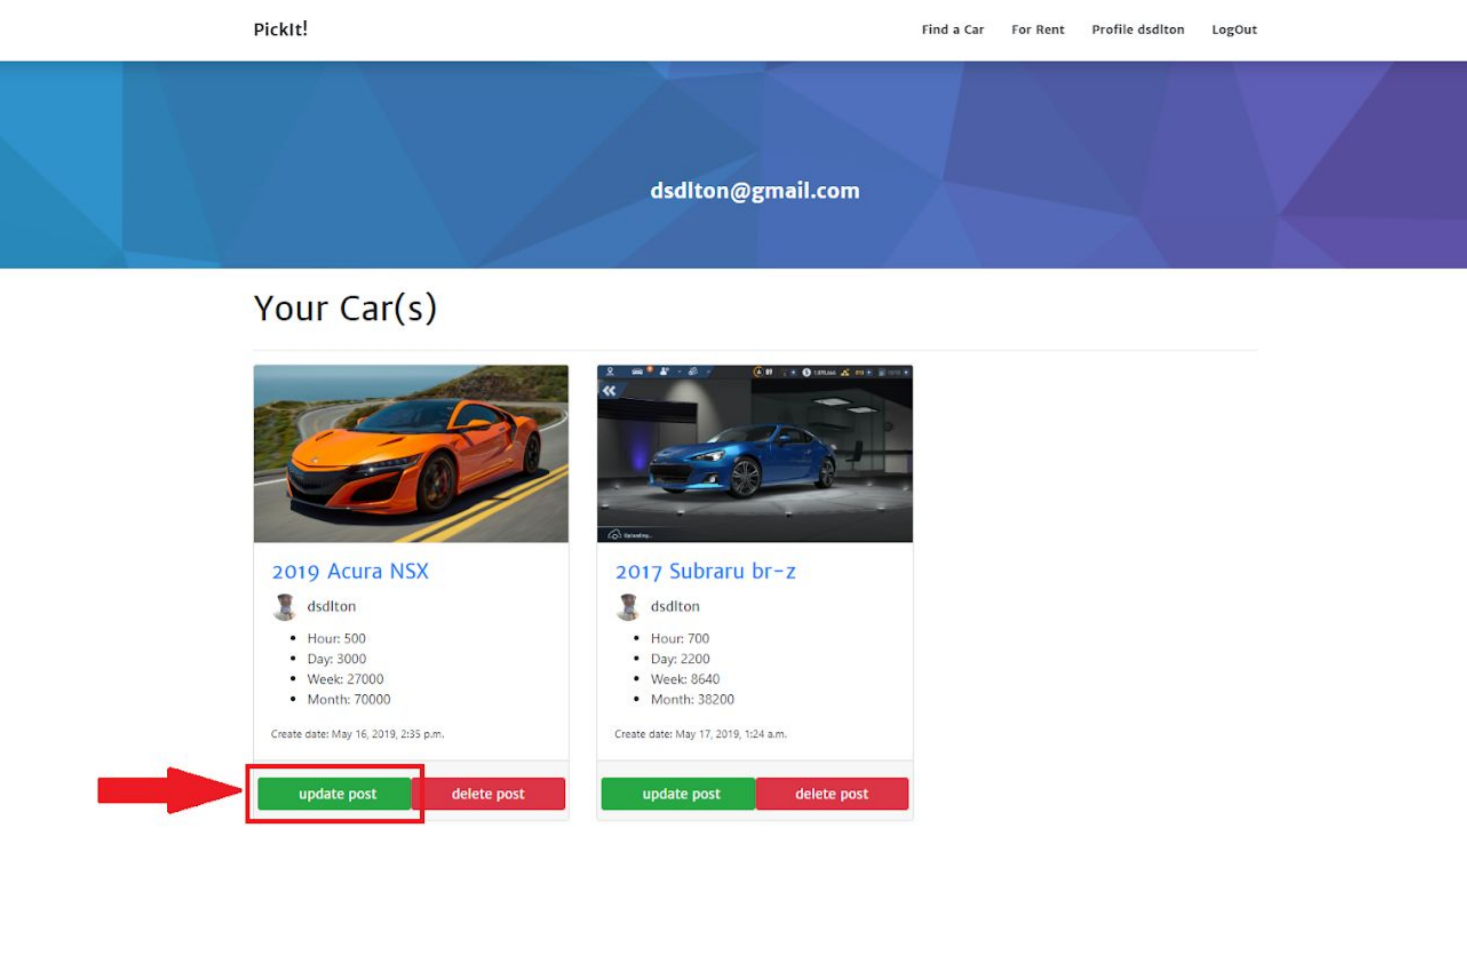 PickIt!
Find a Car
For Rent
Profile dsdlton
LogOut
dsdlton@gmail.com
Your Car(s)
2019 Acura NSX
dsdlton
Hour: 500
Day: 3000
Week: 27000
Month: 70000
Create date: May 16, 2019, 2:35 p.m.
update post
delete post
Uploading...
2017 Subraru br-z
dsdlton
Hour: 700
Day: 2200
Week: 8640
Month: 38200
Create date: May 17, 2019, 1:24 a.m.
update post
delete post